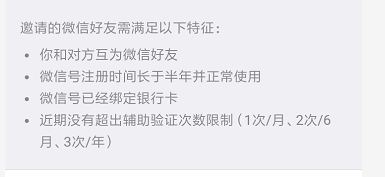 邀请的微信好友需满足以下特征：
• 你和对方互为微信好友
• 微信号注册时间长于半年并正常使用
• 微信号已经绑定银行卡
• 近期没有超出辅助验证次数限制（1次/月、2次/6
月、3次/年）